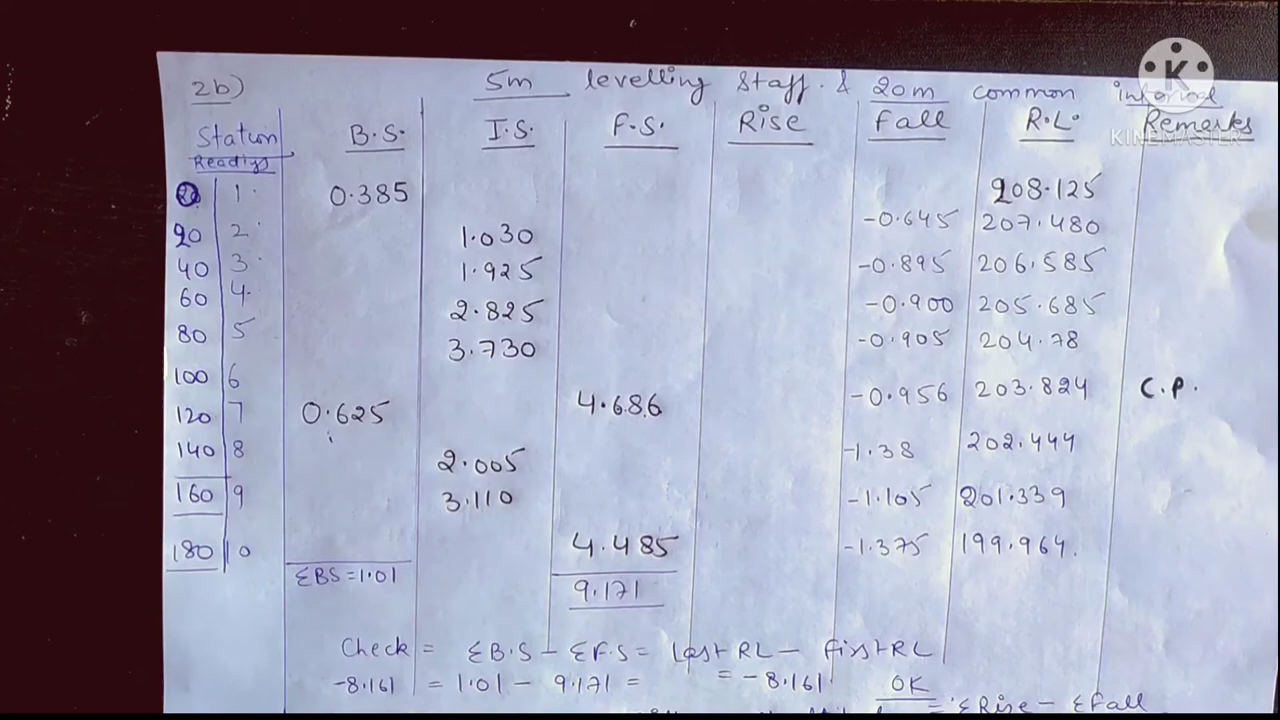 2b) 5m levelling Staff. & 20m common interval
Station B.S. I.S. F.S. Rise Fall R.L. Remarks
Readings
1. 0.385 208.125
20 2. 1.030 -0.645 207.480
40 3. 1.925 -0.895 206.585
60 4. 2.825 -0.900 205.685
80 5 3.730 -0.905 204.78
100 6
120 7 0.625 4.686 -0.956 203.824 C.P.
140 8 2.005 -1.38 202.444
160 9 3.110 -1.105 201.339
180 10 4.485 -1.375 199.964.
ΣBS=1.01 9.171
Check = ΣB.S - ΣF.S = Last RL - first RL
-8.161 = 1.01 - 9.171 = = -8.161. OK
= ΣRise - ΣFall
K
KINEMASTER